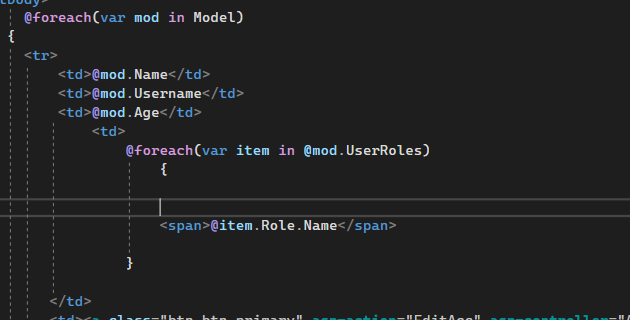 @foreach(var mod in Model)
{
<tr>
<td>@mod.Name</td>
<td>@mod.Username</td>
<td>@mod.Age</td>
<td>
@foreach(var item in @mod.UserRoles)
{
<span>@item.Role.Name</span>
}
</td>
<td><a class="btn btn-primary" asp-action="EditAge" asp-controller=